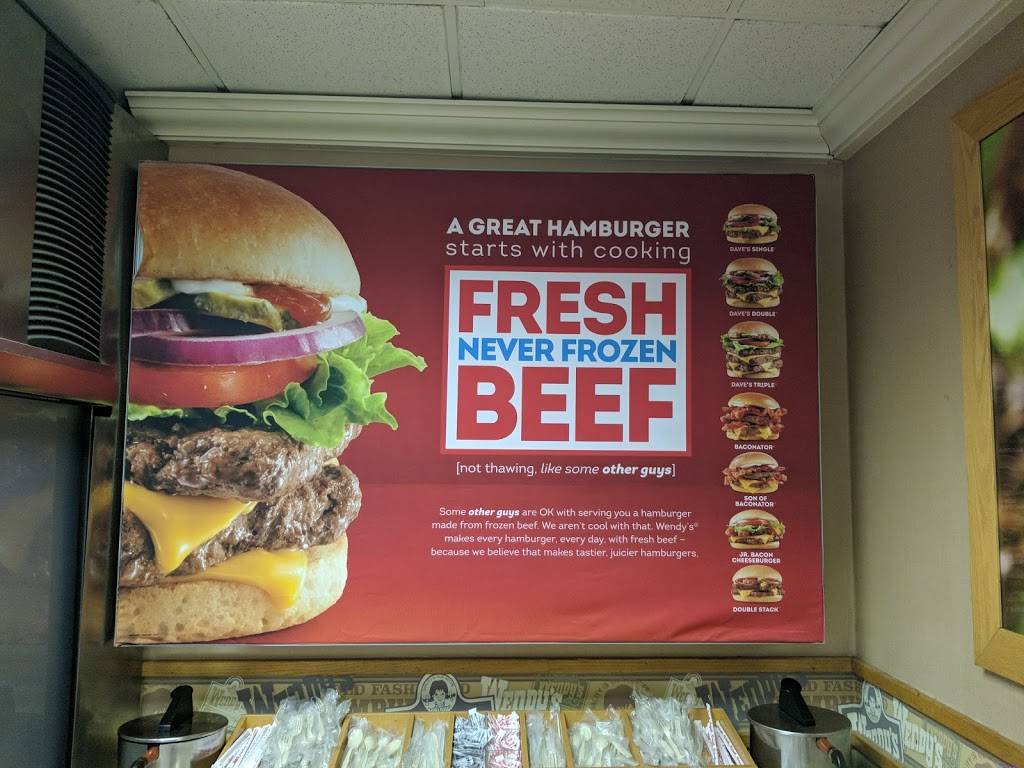 A GREAT HAMBURGER
starts with cooking
FRESH
NEVER FROZEN
BEEF
[not thawing, like some other guys]
Some other guys are OK with serving you a hamburger
made from frozen beef. We aren't cool with that. Wendy's®
makes every hamburger, every day, with fresh beef –
because we believe that makes tastier, juicier hamburgers.
DAVE'S SINGLE
DAVE'S DOUBLE
DAVE'S TRIPLE
BACONATOR
SON OF
BACONATOR
JR. BACON
CHEESEBURGER
DOUBLE STACK
Wendy's
Wendy's
Wendy's